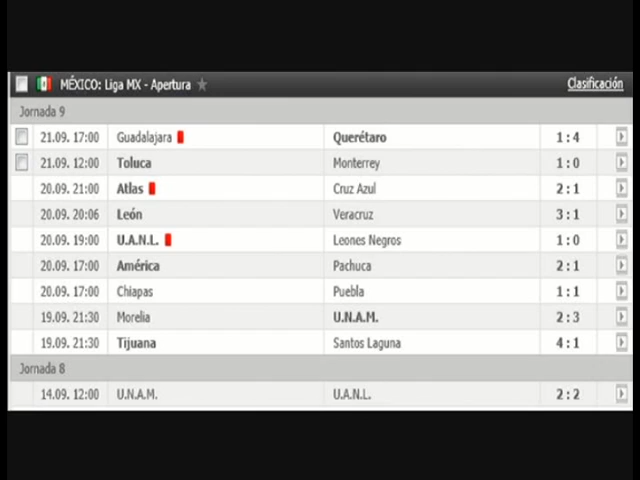 MÉXICO: Liga MX - Apertura Clasificación
Jornada 9
21.09. 17:00 Guadalajara Querétaro 1 : 4
21.09. 12:00 Toluca Monterrey 1 : 0
20.09. 21:00 Atlas Cruz Azul 2 : 1
20.09. 20:06 León Veracruz 3 : 1
20.09. 19:00 U.A.N.L. Leones Negros 1 : 0
20.09. 17:00 América Pachuca 2 : 1
20.09. 17:00 Chiapas Puebla 1 : 1
19.09. 21:30 Morelia U.N.A.M. 2 : 3
19.09. 21:30 Tijuana Santos Laguna 4 : 1
Jornada 8
14.09. 12:00 U.N.A.M. U.A.N.L. 2 : 2